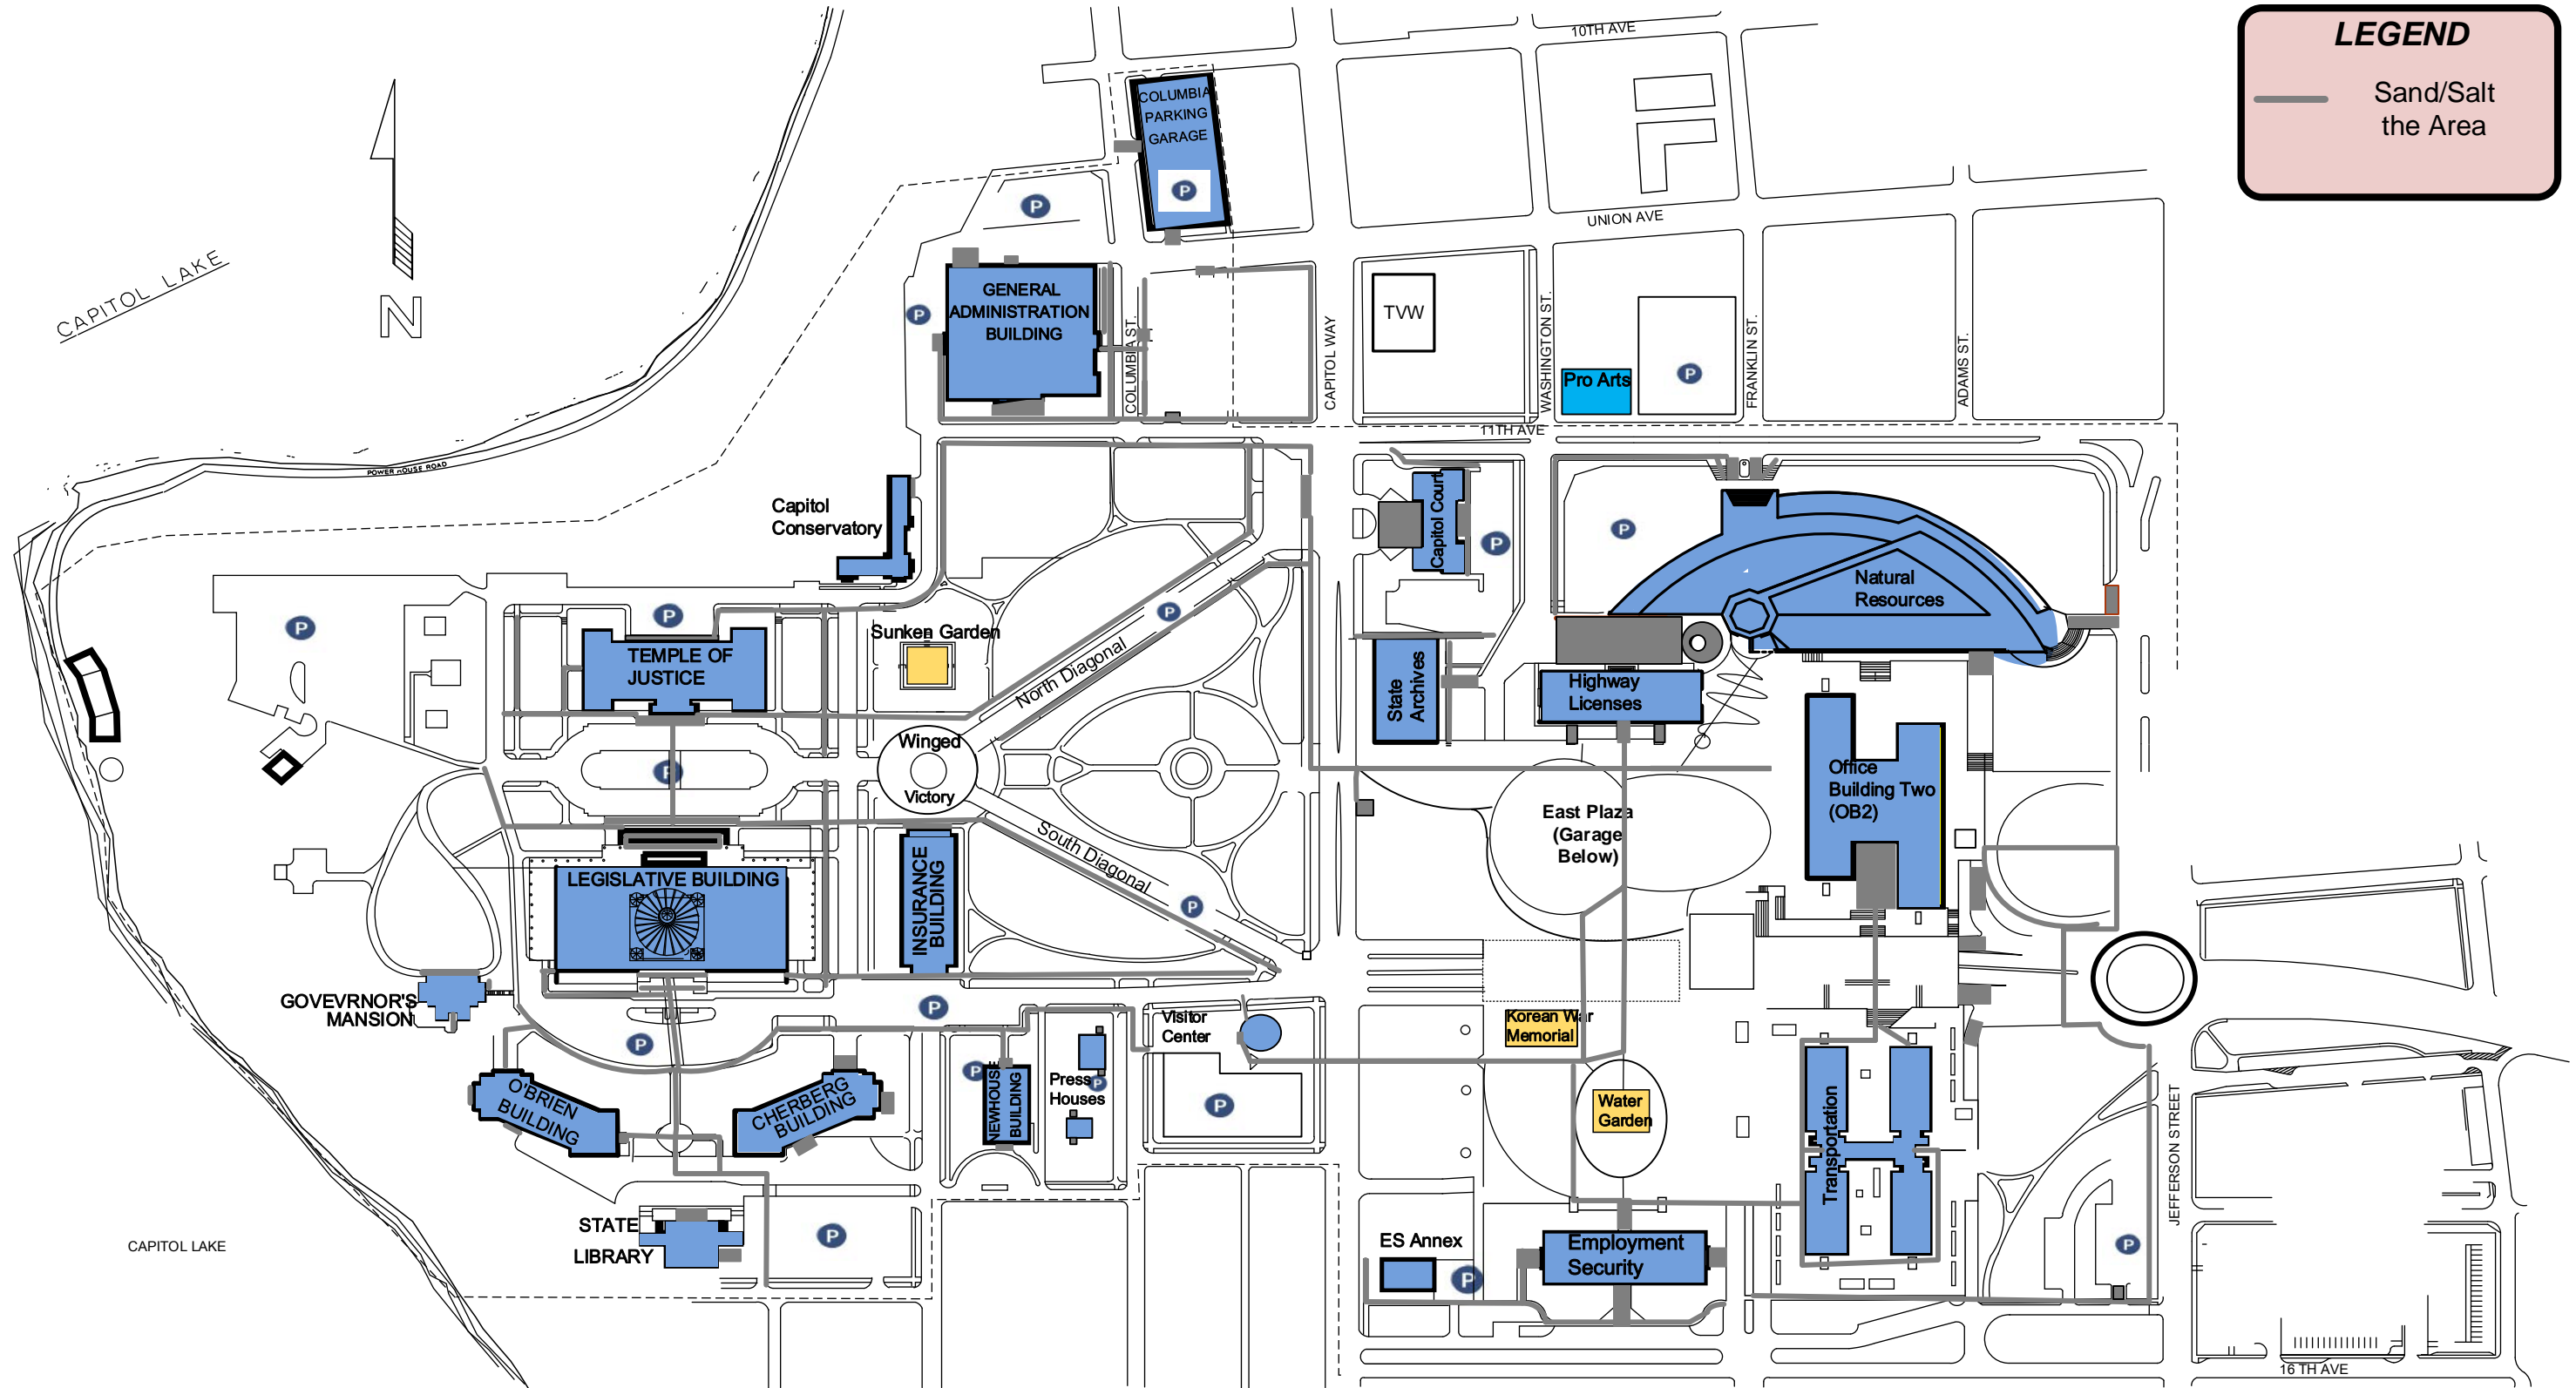 LEGEND
Sand/Salt
the Area
10TH AVE
COLUMBIA
PARKING
GARAGE
P
P
UNION AVE
CAPITOL LAKE
N
GENERAL
ADMINISTRATION
BUILDING
P
COLUMBIA ST.
CAPITOL WAY
TVW
WASHINGTON ST.
Pro Arts
P
FRANKLIN ST.
ADAMS ST.
11TH AVE
POWER HOUSE ROAD
Capitol
Conservatory
Capitol Court
P
P
Natural
Resources
P
P
P
Sunken Garden
TEMPLE OF
JUSTICE
North Diagonal
State
Archives
Highway
Licenses
Winged
Victory
P
Office
Building Two
(OB2)
East Plaza
(Garage
Below)
South Diagonal
P
LEGISLATIVE BUILDING
INSURANCE
BUILDING
GOVEVRNOR'S
MANSION
P
P
Visitor
Center
Korean War
Memorial
P
NEWHOUSE
BUILDING
Press
P
Houses
P
O'BRIEN
BUILDING
CHERBERG
BUILDING
Water
Garden
Transportation
JEFFERSON STREET
STATE
LIBRARY
P
CAPITOL LAKE
ES Annex
P
Employment
Security
P
16 TH AVE